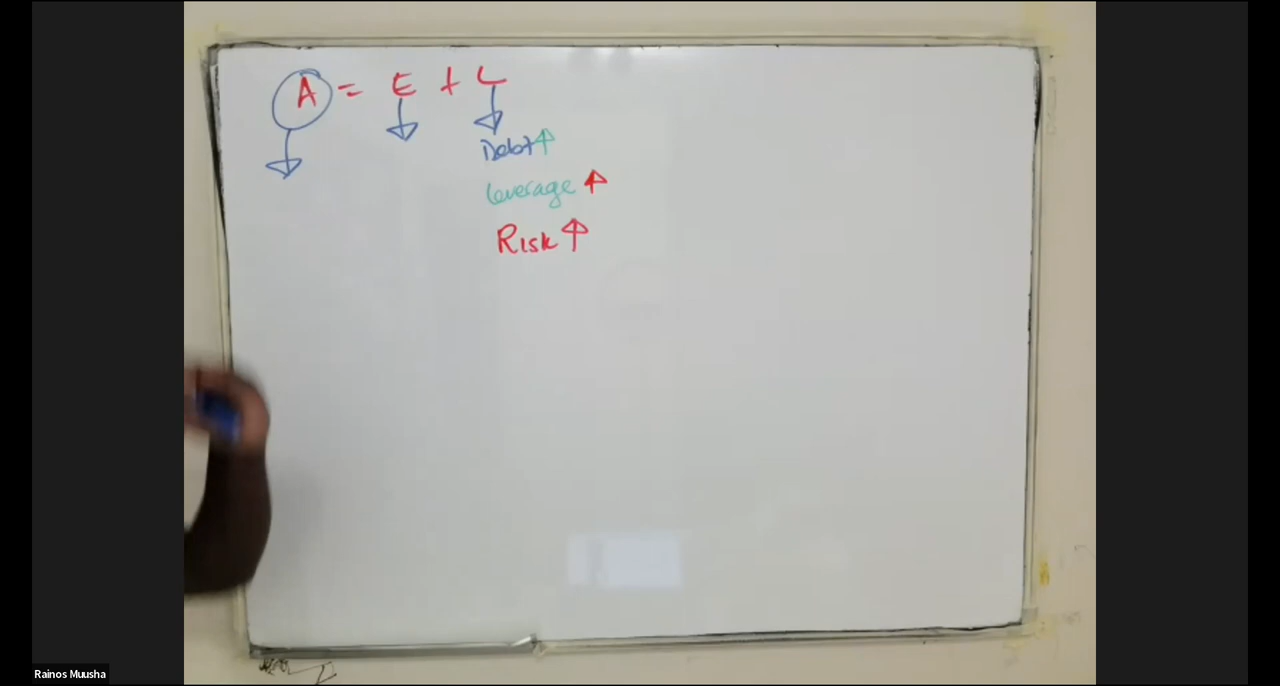 A = E + L
Debt ↑
Leverage ↑
Risk ↑
Rainos Muusha